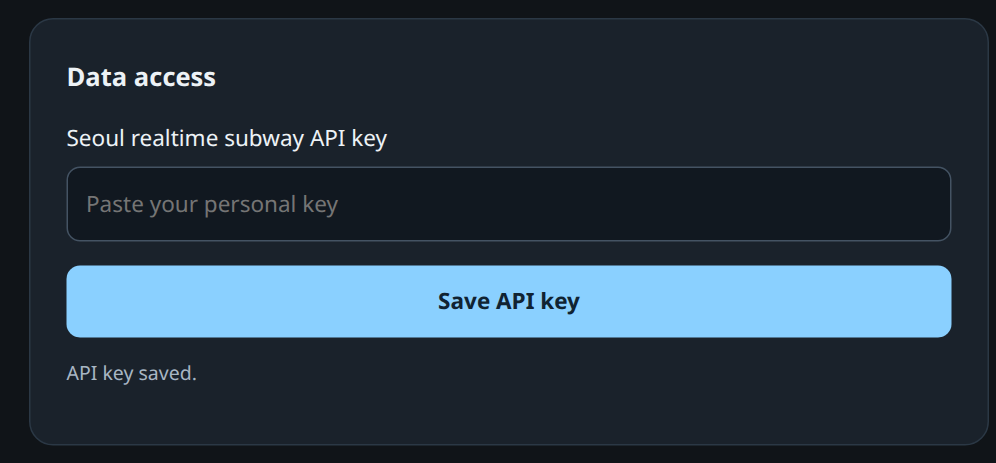 Data access
Seoul realtime subway API key
Paste your personal key
Save API key
API key saved.